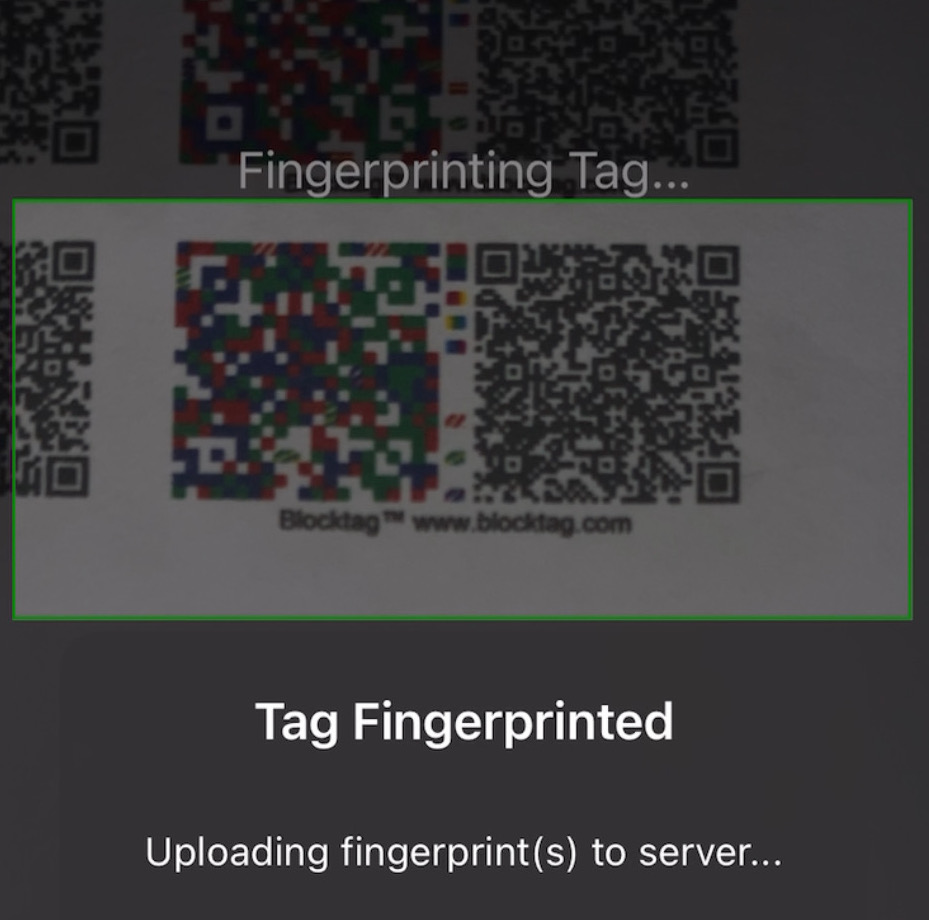 Fingerprinting Tag...
Blocktag™ www.blocktag.com
Tag Fingerprinted
Uploading fingerprint(s) to server...